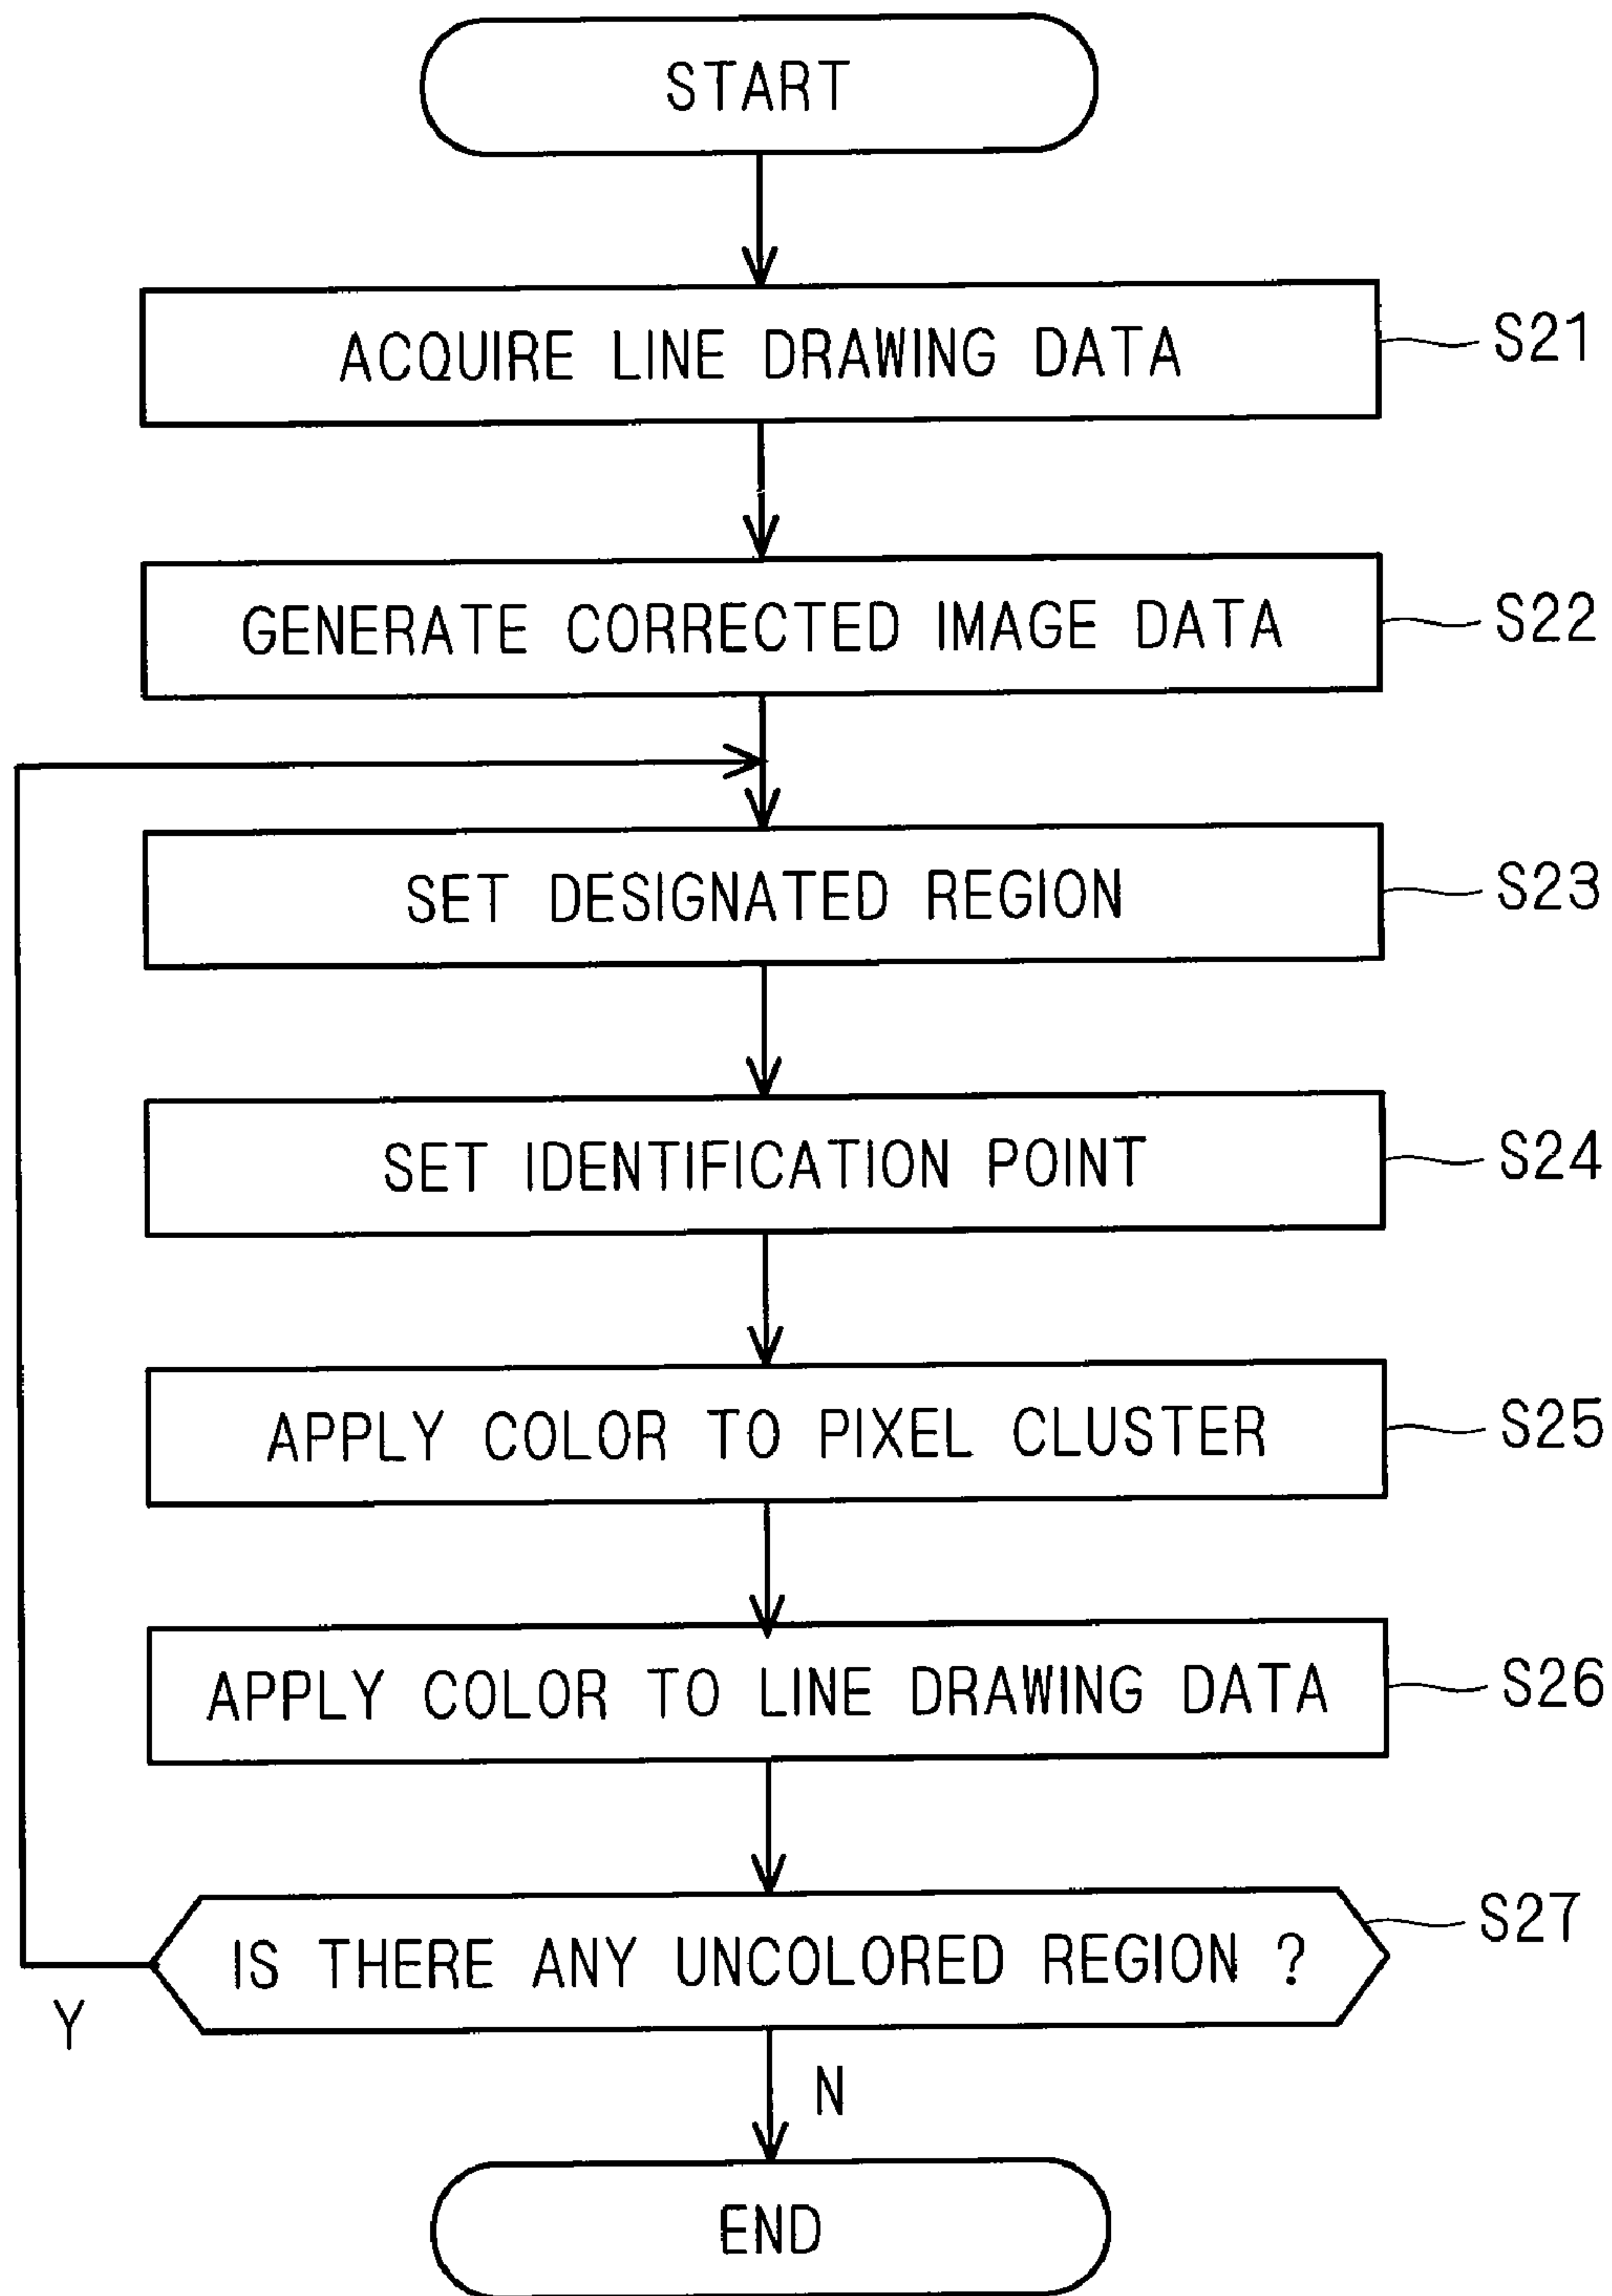 START
ACQUIRE LINE DRAWING DATA
S21
GENERATE CORRECTED IMAGE DATA
S22
SET DESIGNATED REGION
S23
SET IDENTIFICATION POINT
S24
APPLY COLOR TO PIXEL CLUSTER
S25
APPLY COLOR TO LINE DRAWING DATA
S26
IS THERE ANY UNCOLORED REGION ?
S27
Y
N
END